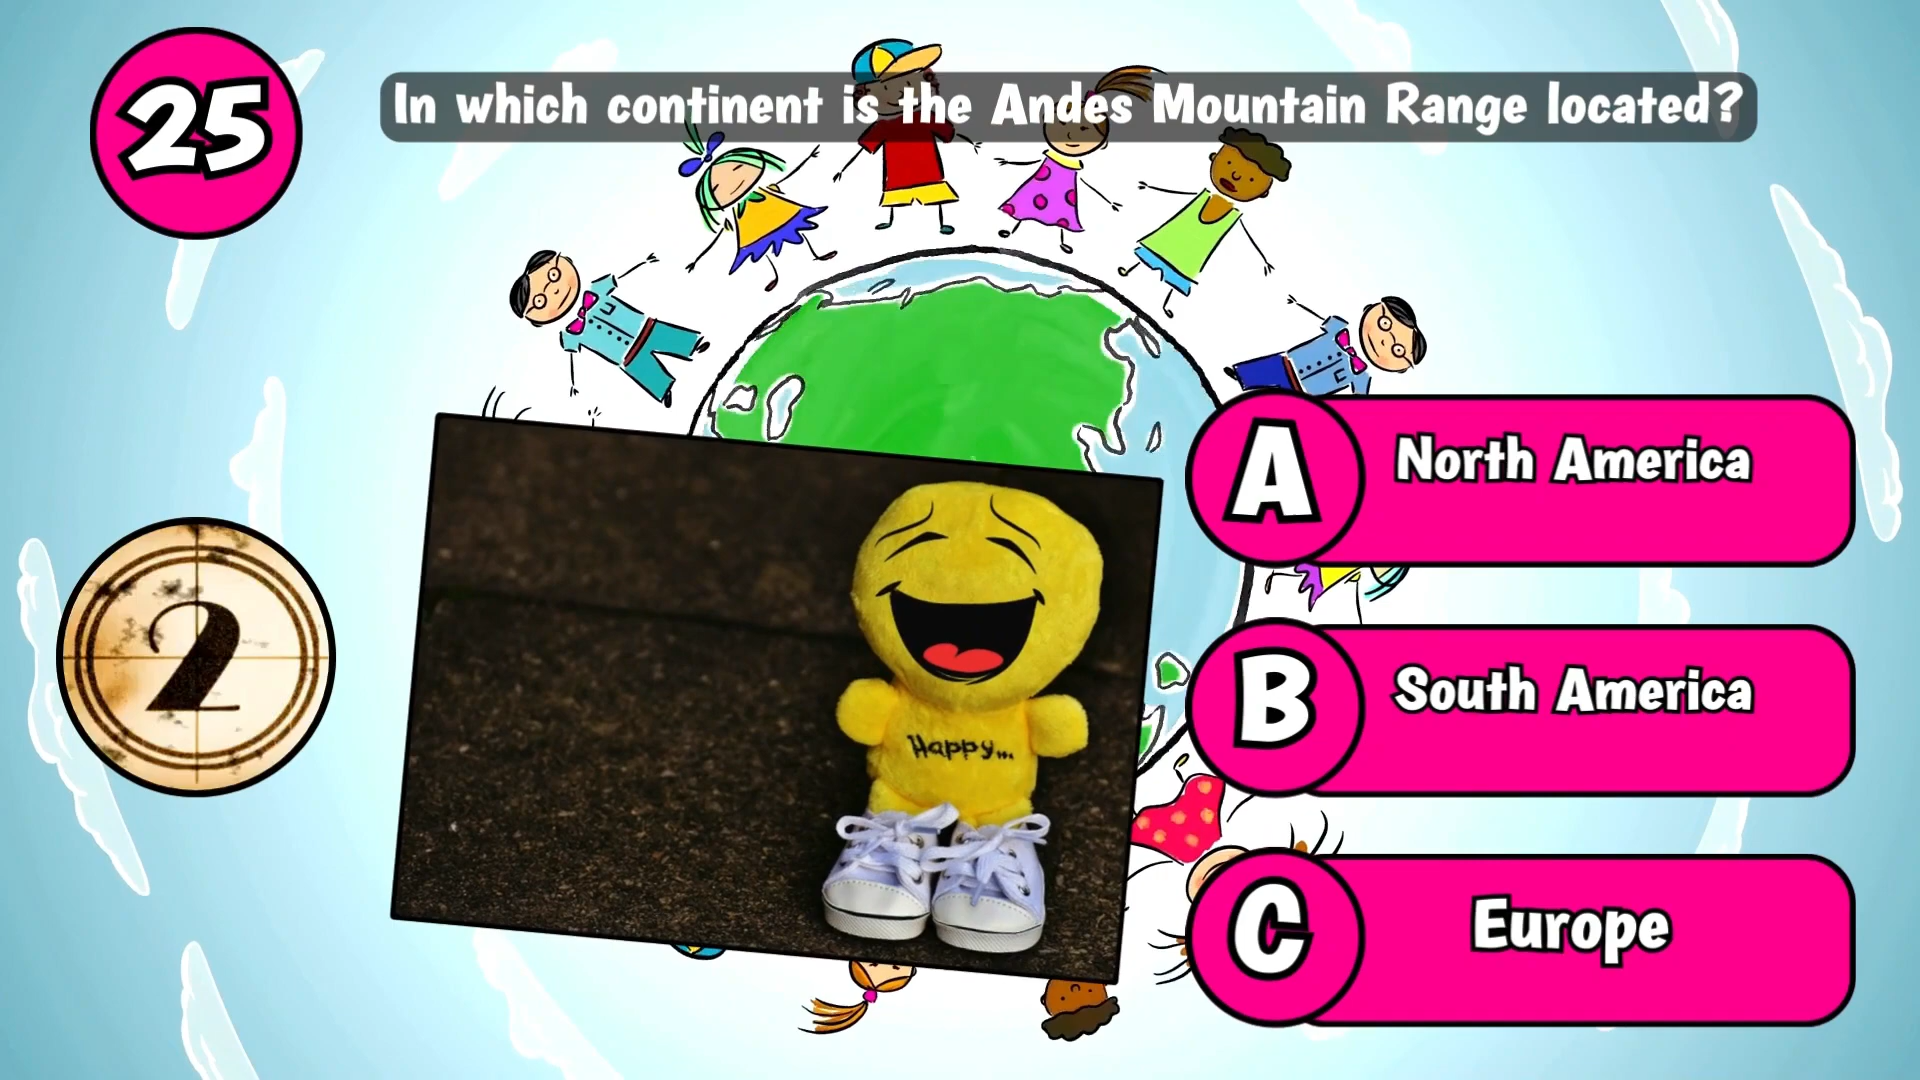 25
In which continent is the Andes Mountain Range located?
A
North America
2
Happy...
B
South America
C
Europe